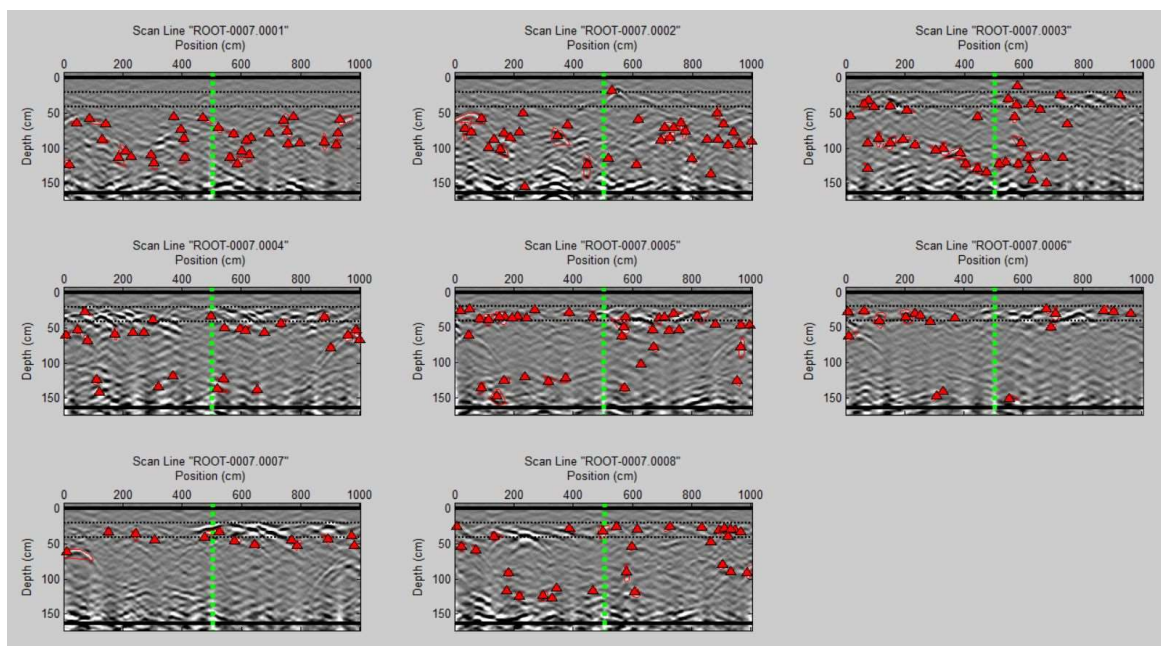 Scan Line "ROOT-0007.0001"
Position (cm)
0 200 400 600 800 1000
Depth (cm)
0
50
100
150
Scan Line "ROOT-0007.0002"
Position (cm)
0 200 400 600 800 1000
Depth (cm)
0
50
100
150
Scan Line "ROOT-0007.0003"
Position (cm)
0 200 400 600 800 1000
Depth (cm)
0
50
100
150
Scan Line "ROOT-0007.0004"
Position (cm)
0 200 400 600 800 1000
Depth (cm)
0
50
100
150
Scan Line "ROOT-0007.0005"
Position (cm)
0 200 400 600 800 1000
Depth (cm)
0
50
100
150
Scan Line "ROOT-0007.0006"
Position (cm)
0 200 400 600 800 1000
Depth (cm)
0
50
100
150
Scan Line "ROOT-0007.0007"
Position (cm)
0 200 400 600 800 1000
Depth (cm)
0
50
100
150
Scan Line "ROOT-0007.0008"
Position (cm)
0 200 400 600 800 1000
Depth (cm)
0
50
100
150